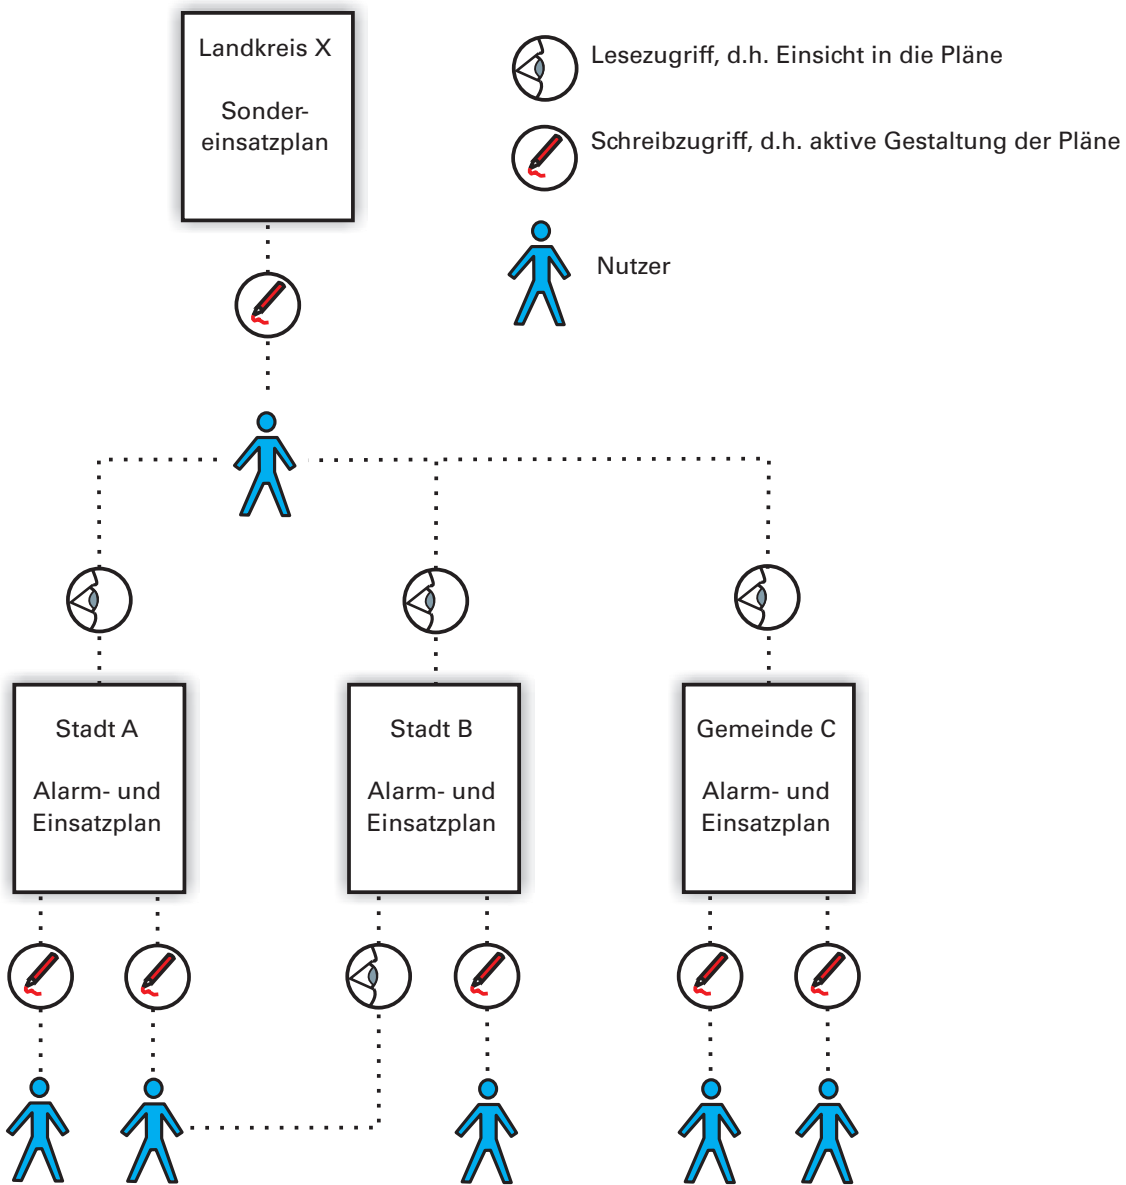 Landkreis X
Sonder-
einsatzplan
Lesezugriff, d.h. Einsicht in die Pläne
Schreibzugriff, d.h. aktive Gestaltung der Pläne
Nutzer
Stadt A
Alarm- und
Einsatzplan
Stadt B
Alarm- und
Einsatzplan
Gemeinde C
Alarm- und
Einsatzplan